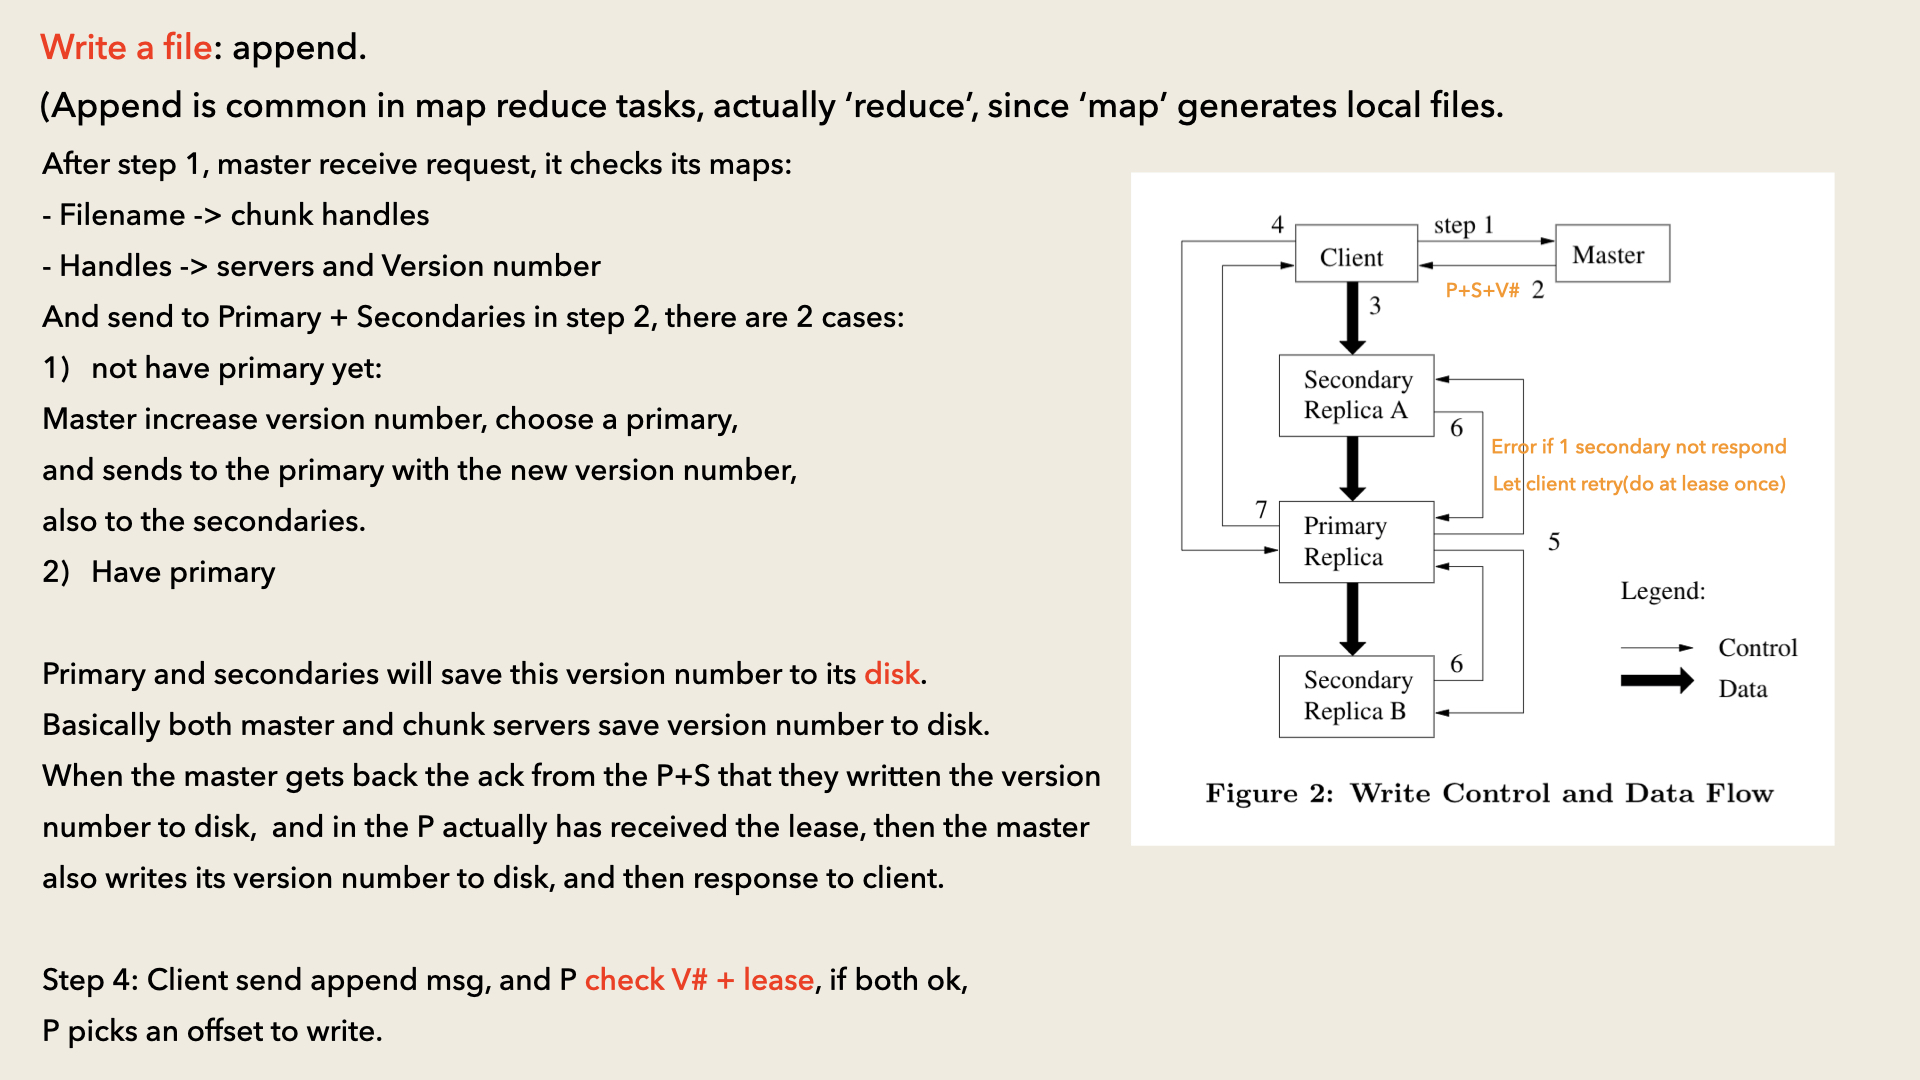 Write a file: append.
(Append is common in map reduce tasks, actually ‘reduce’, since ‘map’ generates local files.
After step 1, master receive request, it checks its maps:
- Filename -> chunk handles
- Handles -> servers and Version number
And send to Primary + Secondaries in step 2, there are 2 cases:
1) not have primary yet:
Master increase version number, choose a primary,
and sends to the primary with the new version number,
also to the secondaries.
2) Have primary
Primary and secondaries will save this version number to its disk.
Basically both master and chunk servers save version number to disk.
When the master gets back the ack from the P+S that they written the version
number to disk, and in the P actually has received the lease, then the master
also writes its version number to disk, and then response to client.
Step 4: Client send append msg, and P check V# + lease, if both ok,
P picks an offset to write.
4
step 1
Client
Master
P+S+V# 2
3
Secondary
Replica A
6
Error if 1 secondary not respond
Let client retry(do at lease once)
7
Primary
Replica
5
Legend:
Control
Data
6
Secondary
Replica B
Figure 2: Write Control and Data Flow